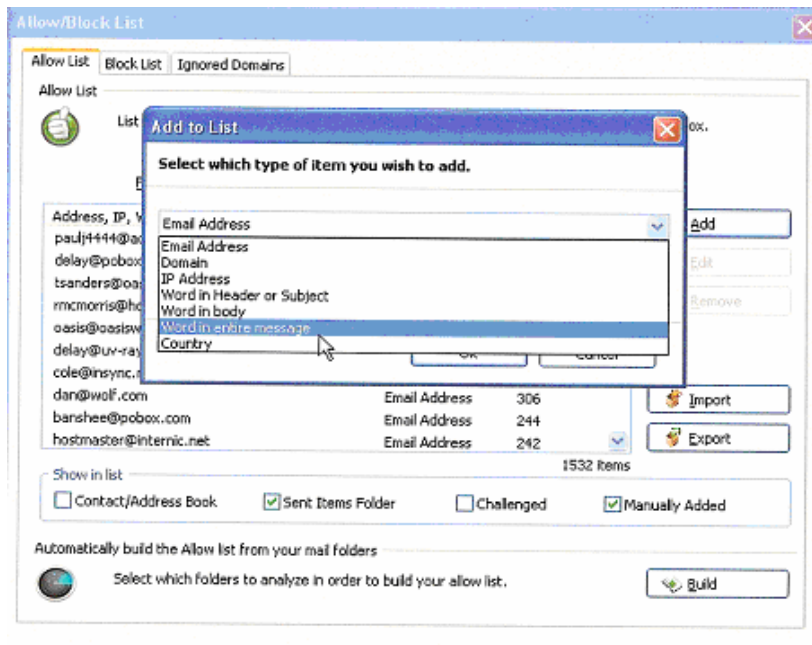 Allow/Block List
Allow List Block List Ignored Domains
Allow List
List
ox.
Add to List
Select which type of item you wish to add.
Address, IP,
Email Address
Add
paulj4444@
Email Address
delay@pobox
Domain
Edit
tsanders@oa
IP Address
rmcmorris@h
Word in Header or Subject
Remove
oasis@oasisw
Word in body
Word in entire message
delay@uv-ray
Country
Ok
Cancel
cole@insync.
dan@wolf.com Email Address 306
Import
banshee@pobox.com Email Address 244
hostmaster@internic.net Email Address 242
Export
1532 Items
Show in list
Contact/Address Book Sent Items Folder Challenged Manually Added
Automatically build the Allow list from your mail folders
Select which folders to analyze in order to build your allow list.
Build